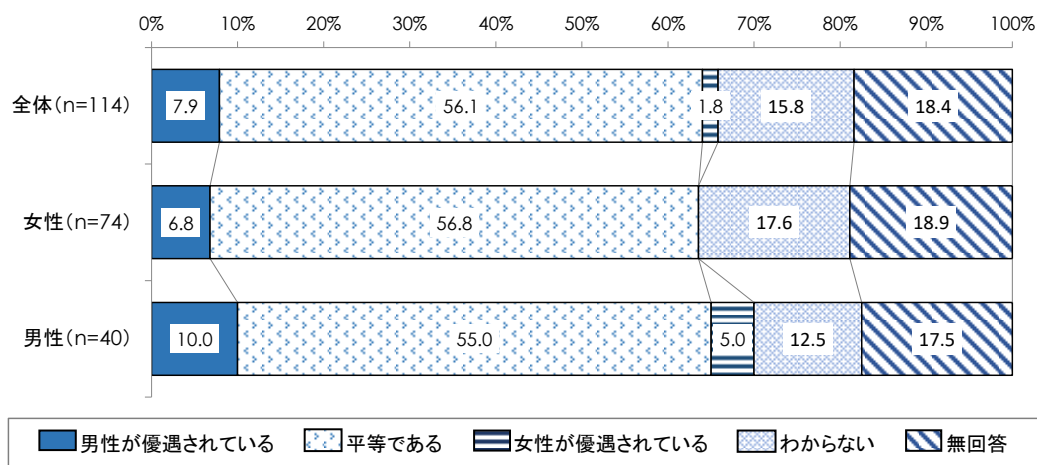 0% 10% 20% 30% 40% 50% 60% 70% 80% 90% 100%
全体(n=114) 7.9 56.1 1.8 15.8 18.4
女性(n=74) 6.8 56.8 17.6 18.9
男性(n=40) 10.0 55.0 5.0 12.5 17.5
男性が優遇されている 平等である 女性が優遇されている わからない 無回答